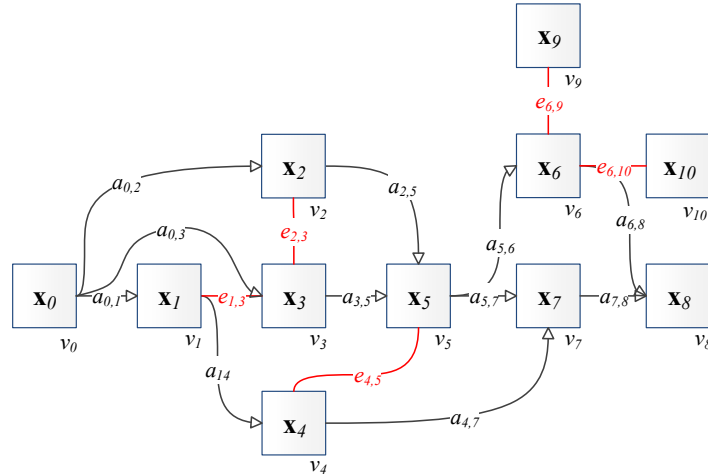 x9
v9
e6,9
x2
x6
e6,10
x10
a0,2
v2
a2,5
v6
v10
a0,3
e2,3
a5,6
a6,8
x0
a0,1
x1
e1,3
x3
a3,5
x5
a5,7
x7
a7,8
x8
v0
v1
v3
v5
v7
v8
a14
e4,5
x4
a4,7
v4